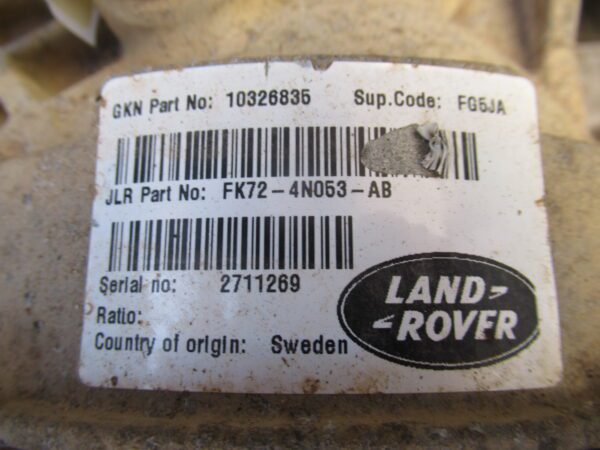 GKN Part No: 10326835 Sup.Code: FG5JA
JLR Part No: FK72-4N053-AB
Serial no: 2711269
Ratio:
Country of origin: Sweden
LAND
ROVER